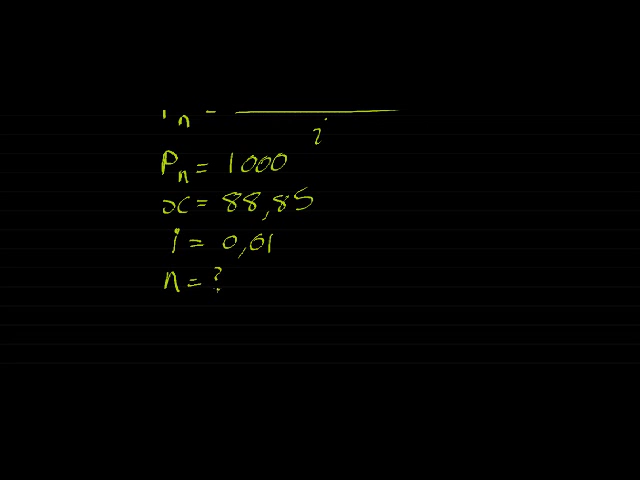 n = ―
i
Pn = 1000
x = 88,85
i = 0,01
n = ?